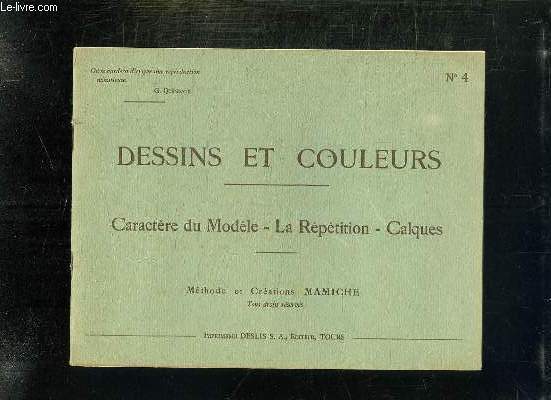 Le-livre.com
N° 4
G.
DESSINS ET COULEURS
Caractère du Modèle - La Répétition - Calques
Méthode et Créations MAMICHE
Tous droits réservés
Imprimerie DESLIS S. A., Editeur, TOURS